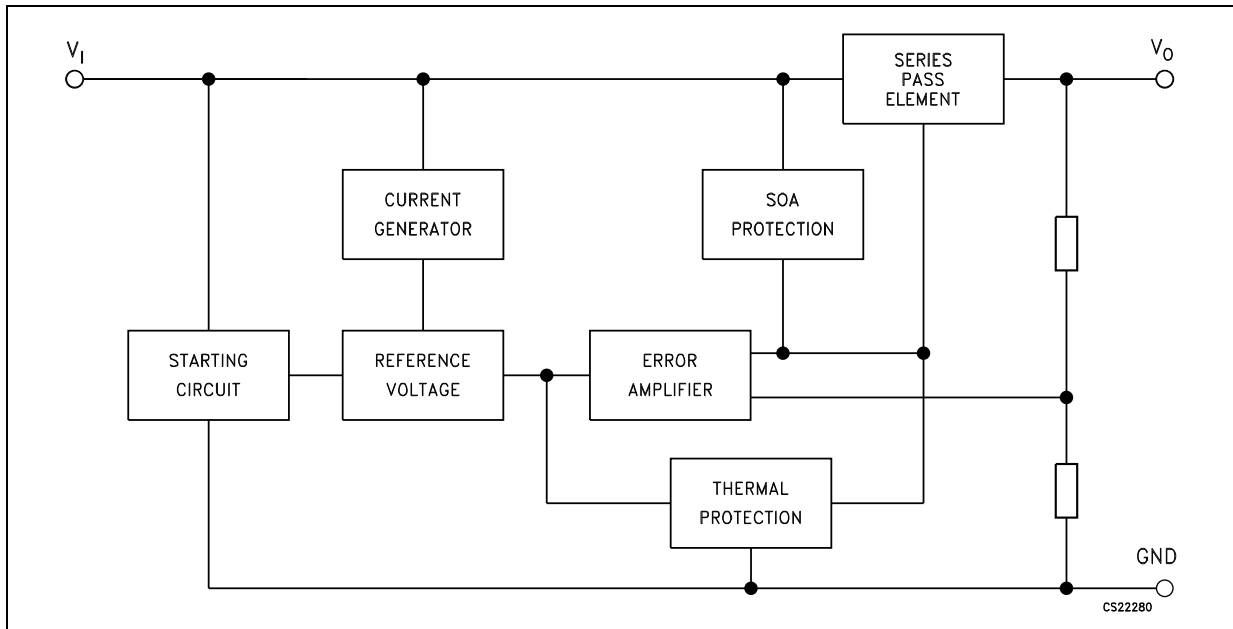 V_I
V_O
SERIES
PASS
ELEMENT
CURRENT
GENERATOR
SOA
PROTECTION
STARTING
CIRCUIT
REFERENCE
VOLTAGE
ERROR
AMPLIFIER
THERMAL
PROTECTION
GND
CS22280